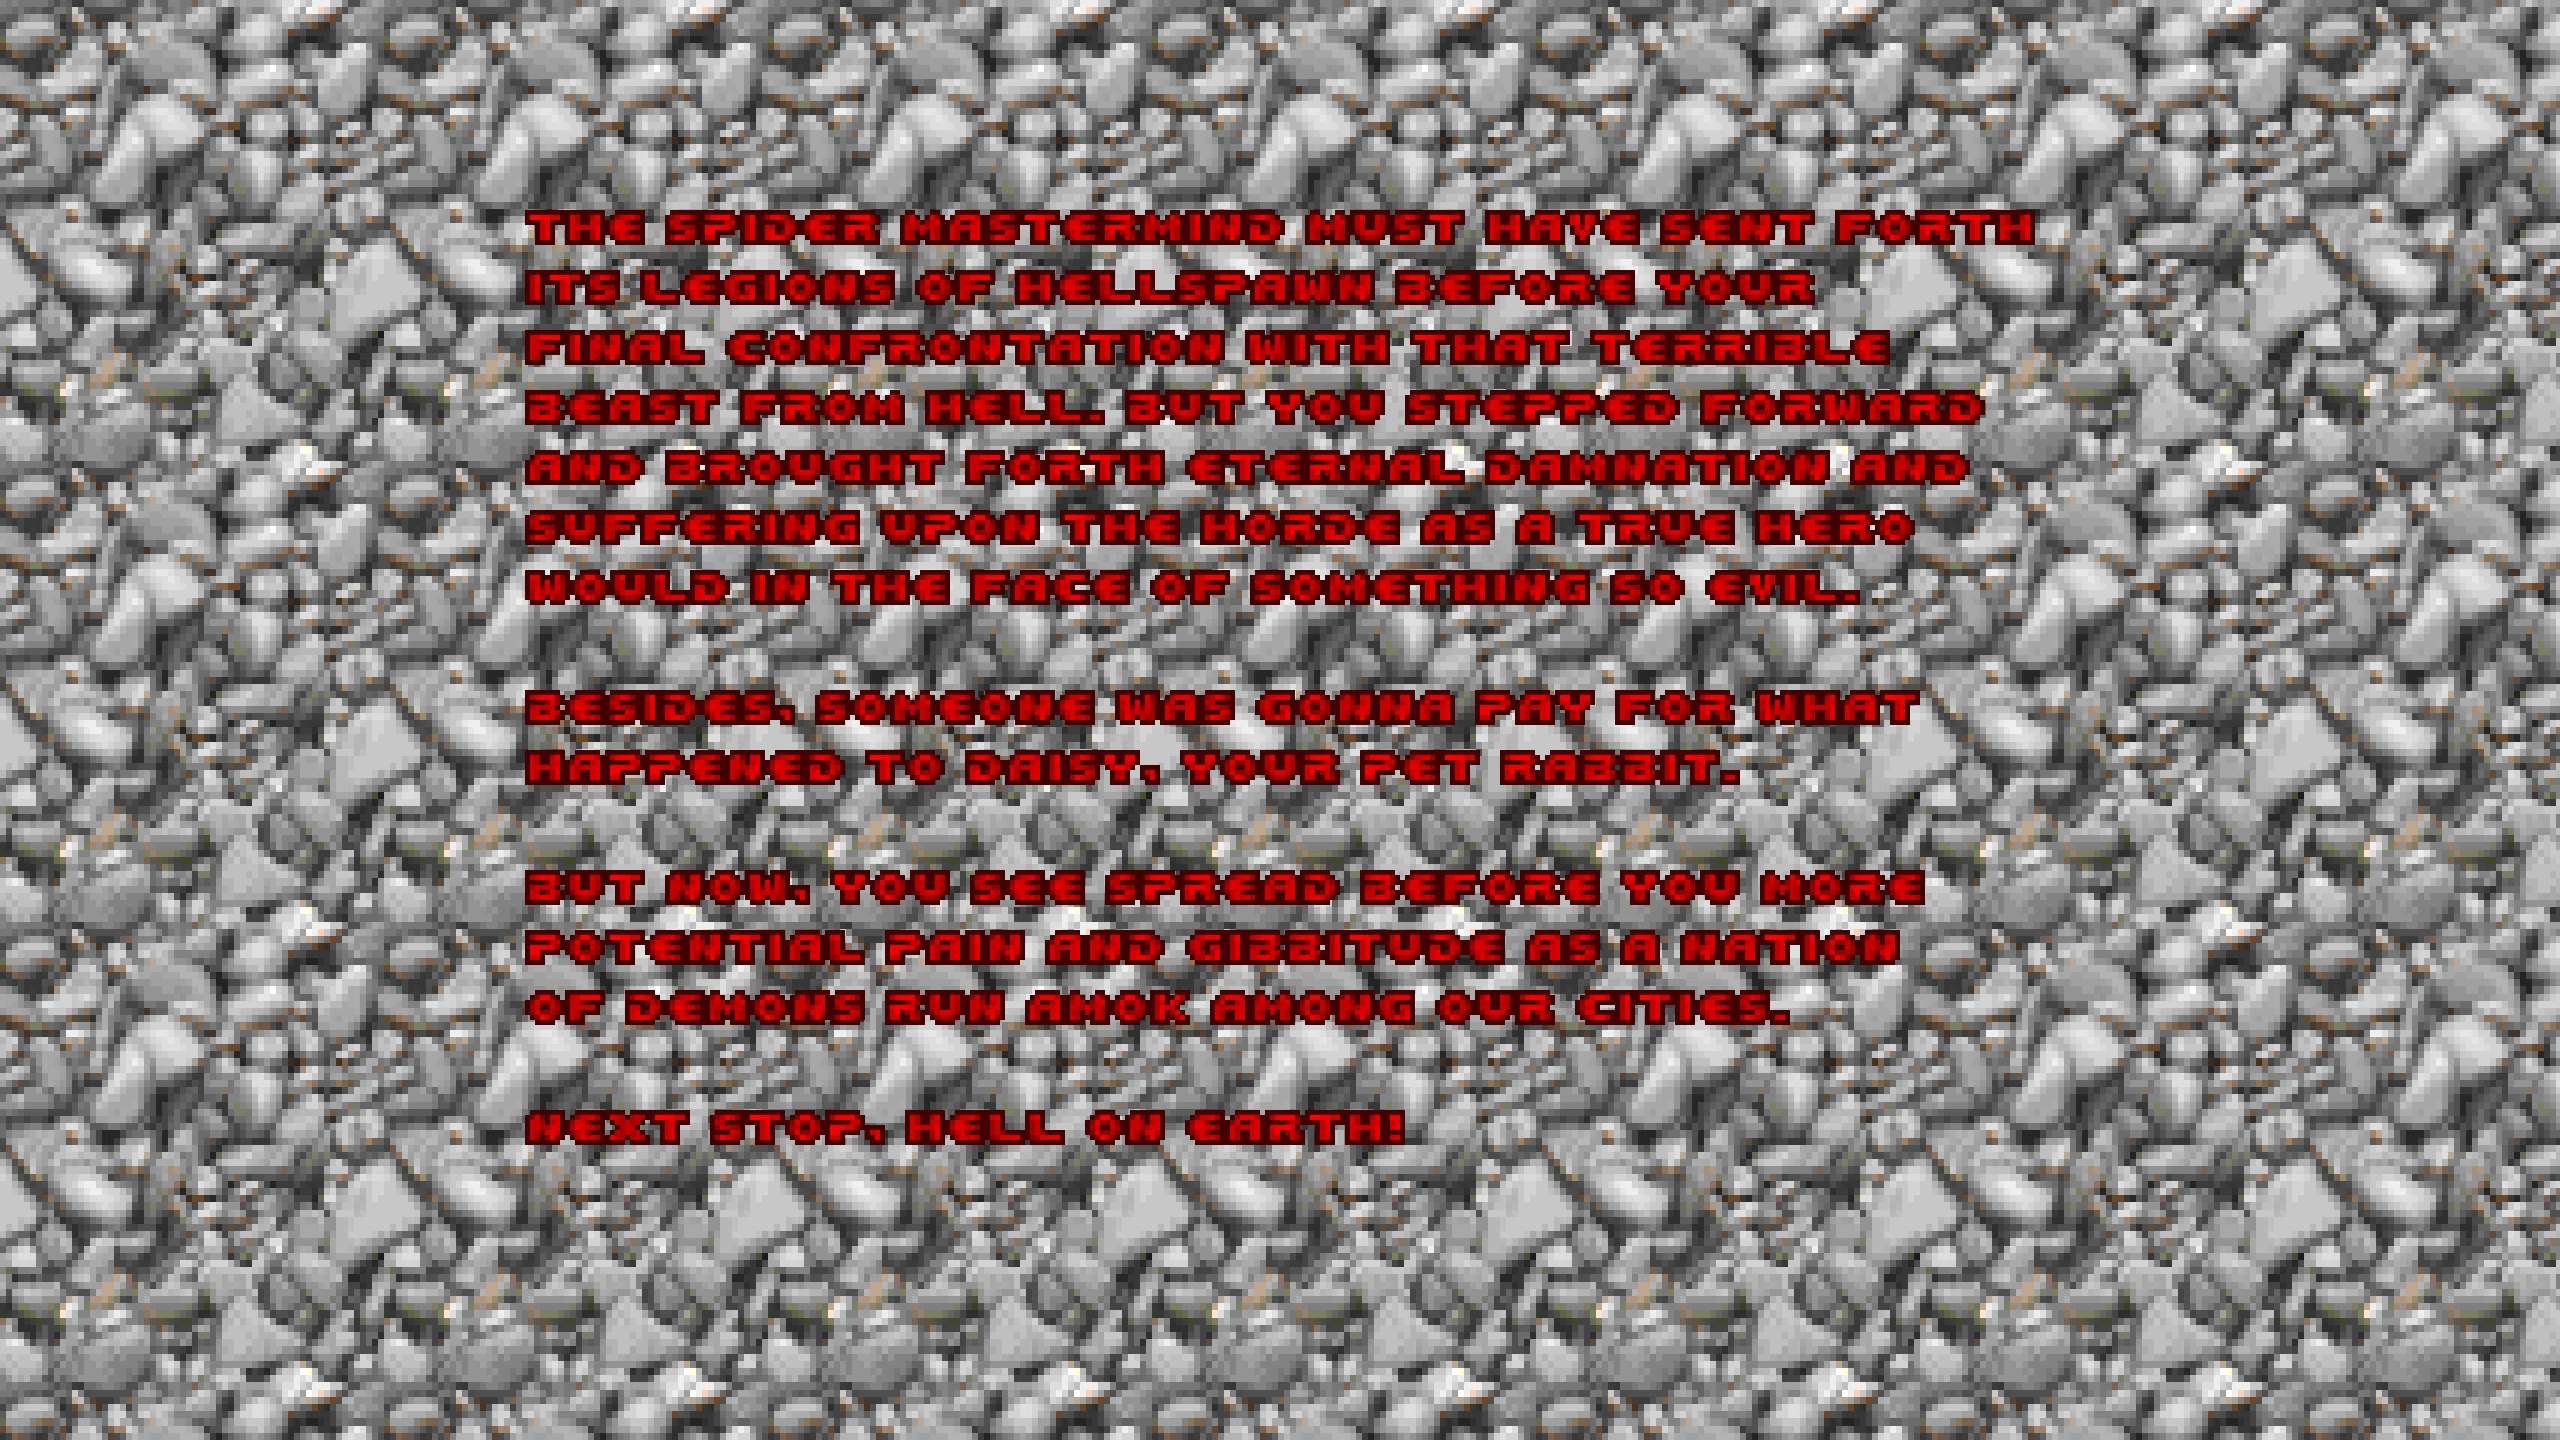 THE SPIDER MASTERMIND MUST HAVE SENT FORTH
ITS LEGIONS OF HELLSPAWN BEFORE YOUR
FINAL CONFRONTATION WITH THAT TERRIBLE
BEAST FROM HELL. BUT YOU STEPPED FORWARD
AND BROUGHT FORTH ETERNAL DAMNATION AND
SUFFERING UPON THE HORDE AS A TRUE HERO
WOULD IN THE FACE OF SOMETHING SO EVIL.
BESIDES, SOMEONE WAS GONNA PAY FOR WHAT
HAPPENED TO DAISY, YOUR PET RABBIT.
BUT NOW, YOU SEE SPREAD BEFORE YOU MORE
POTENTIAL PAIN AND GIBBITUDE AS A NATION
OF DEMONS RUN AMOK AMONG OUR CITIES.
NEXT STOP, HELL ON EARTH!